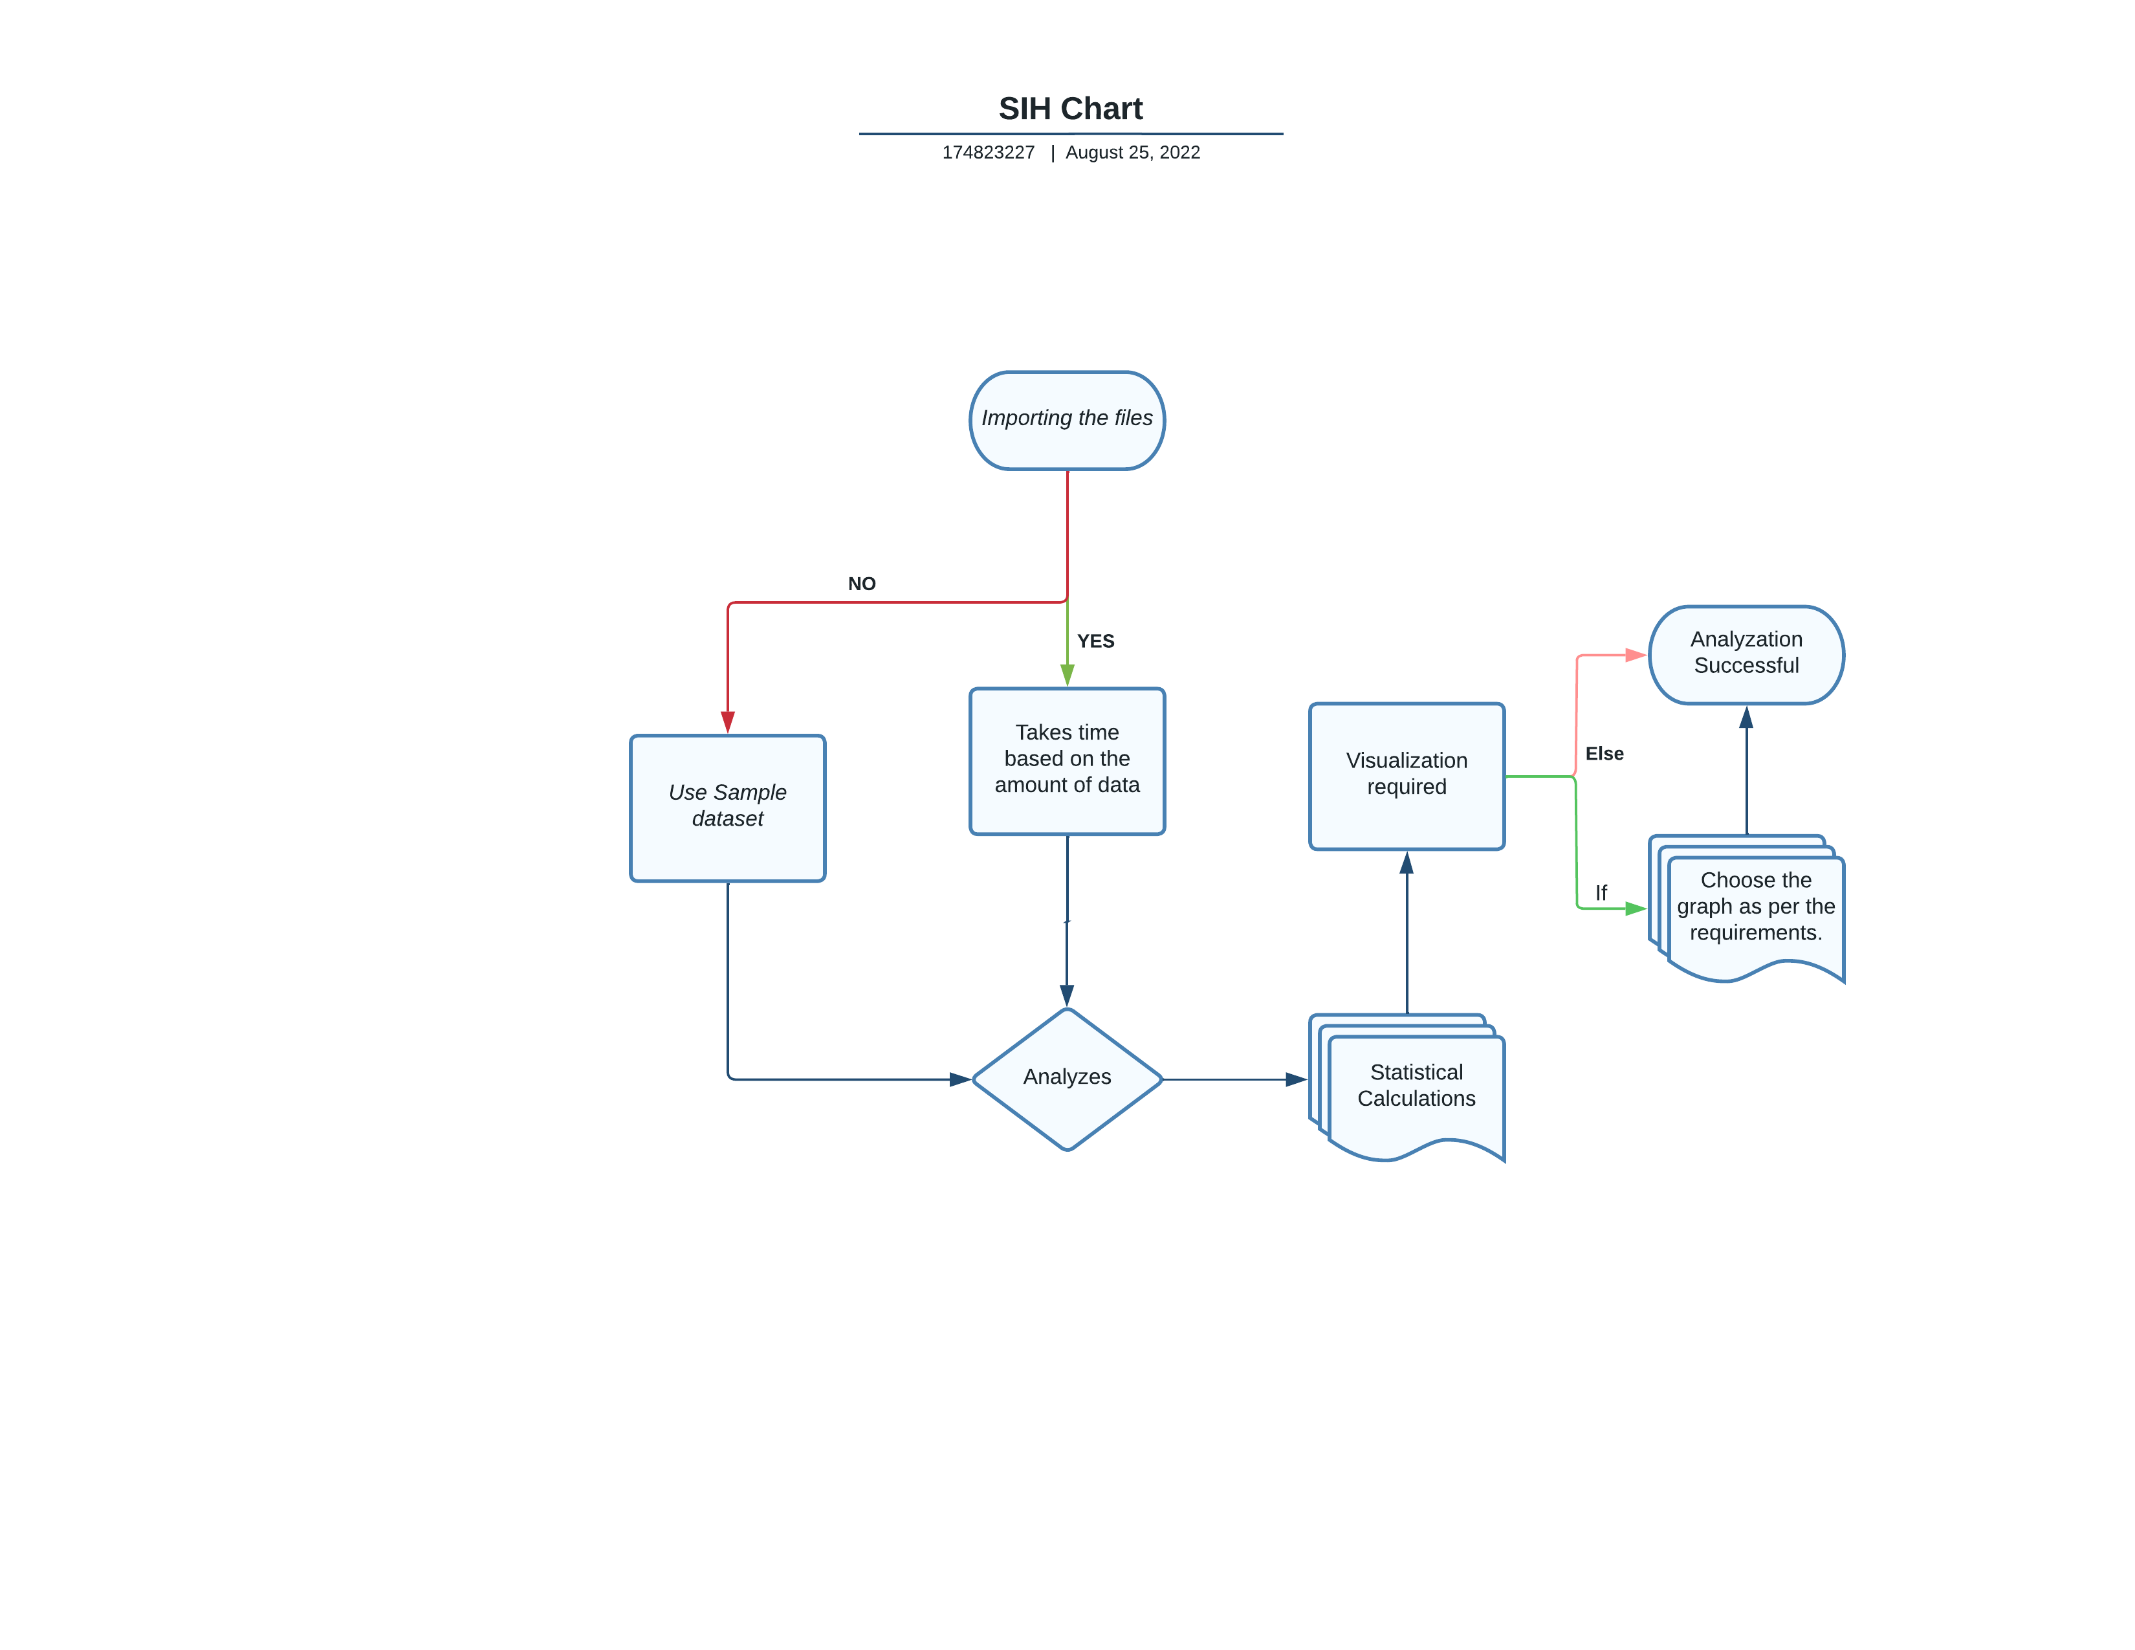 SIH Chart
174823227 | August 25, 2022
Importing the files
NO
YES
Use Sample
dataset
Takes time
based on the
amount of data
Analyzes
Statistical
Calculations
Visualization
required
Else
If
Analyzation
Successful
Choose the
graph as per the
requirements.